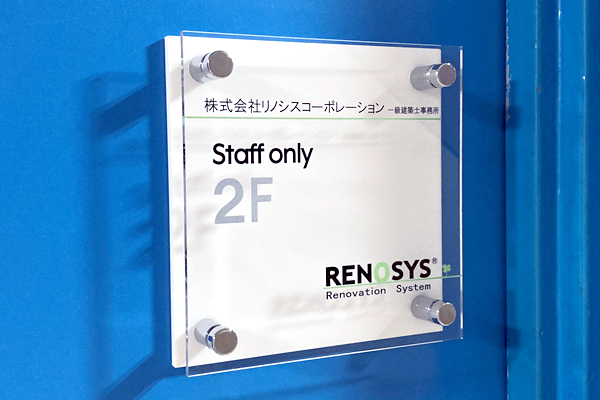 株式会社リノシスコーポレーション 一級建築士事務所
Staff only
2F
RENOSYS®
Renovation System